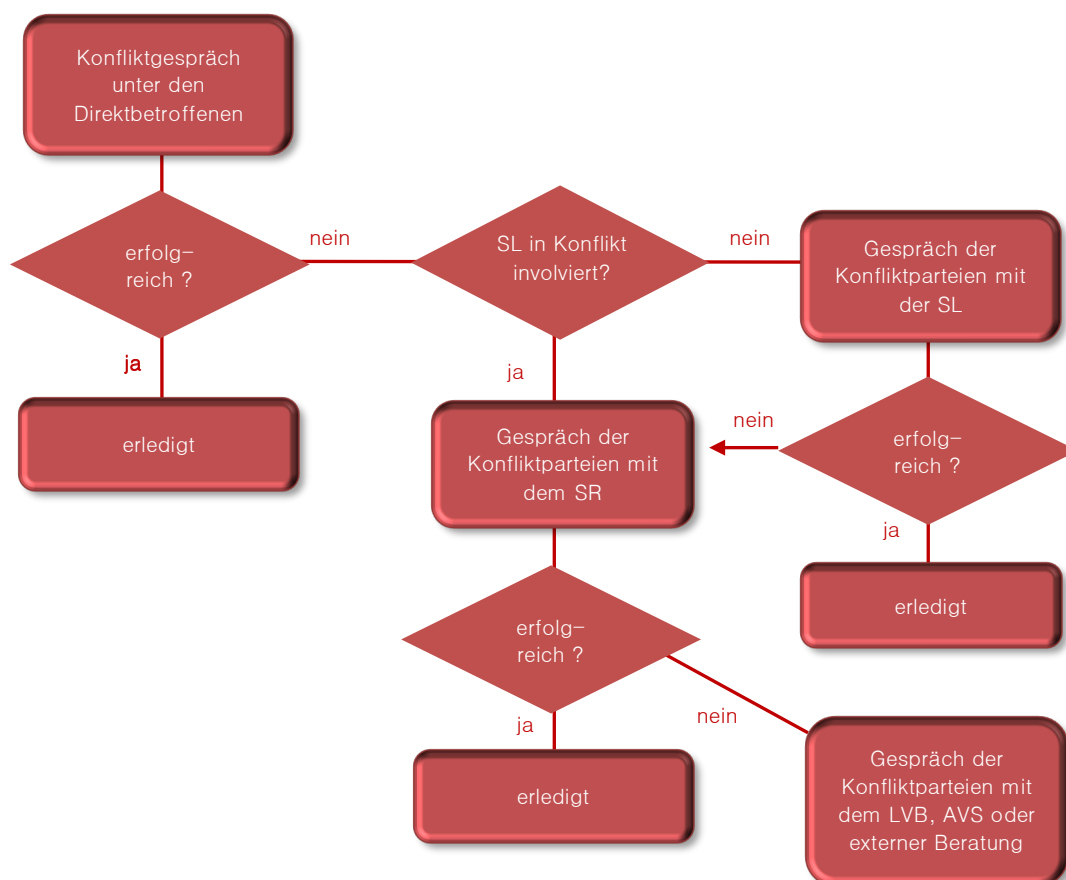 Konfliktgespräch
unter den
Direktbetroffenen
erfolg-
reich ?
nein
SL in Konflikt
involviert?
nein
Gespräch der
Konfliktparteien mit
der SL
ja
erledigt
ja
Gespräch der
Konfliktparteien mit
dem SR
nein
erfolg-
reich ?
ja
erledigt
erfolg-
reich ?
ja
erledigt
nein
Gespräch der
Konfliktparteien mit
dem LVB, AVS oder
externer Beratung